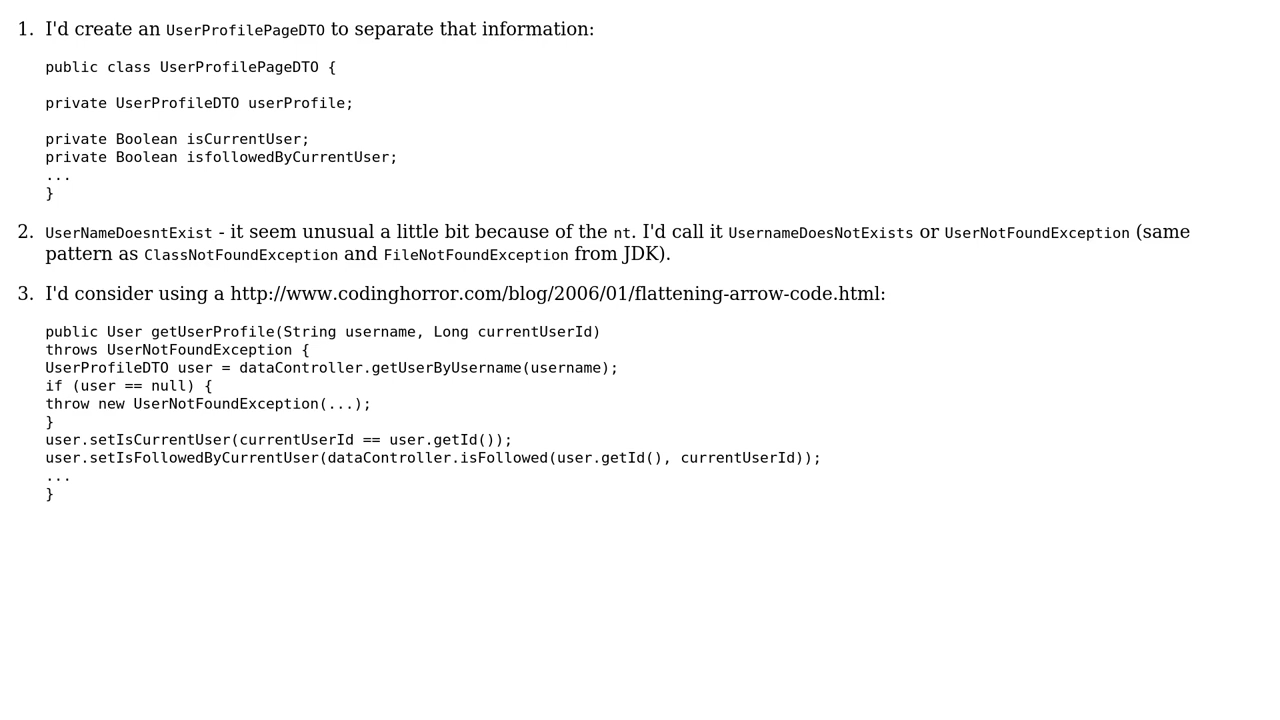 1. I'd create an UserProfilePageDTO to separate that information:
public class UserProfilePageDTO {
private UserProfileDTO userProfile;
private Boolean isCurrentUser;
private Boolean isfollowedByCurrentUser;
...
}
2. UserNameDoesntExist - it seem unusual a little bit because of the nt. I'd call it UsernameDoesNotExists or UserNotFoundException (same
pattern as ClassNotFoundException and FileNotFoundException from JDK).
3. I'd consider using a http://www.codinghorror.com/blog/2006/01/flattening-arrow-code.html:
public User getUserProfile(String username, Long currentUserId)
throws UserNotFoundException {
UserProfileDTO user = dataController.getUserByUsername(username);
if (user == null) {
throw new UserNotFoundException(...);
}
user.setIsCurrentUser(currentUserId == user.getId());
user.setIsFollowedByCurrentUser(dataController.isFollowed(user.getId(), currentUserId));
...
}